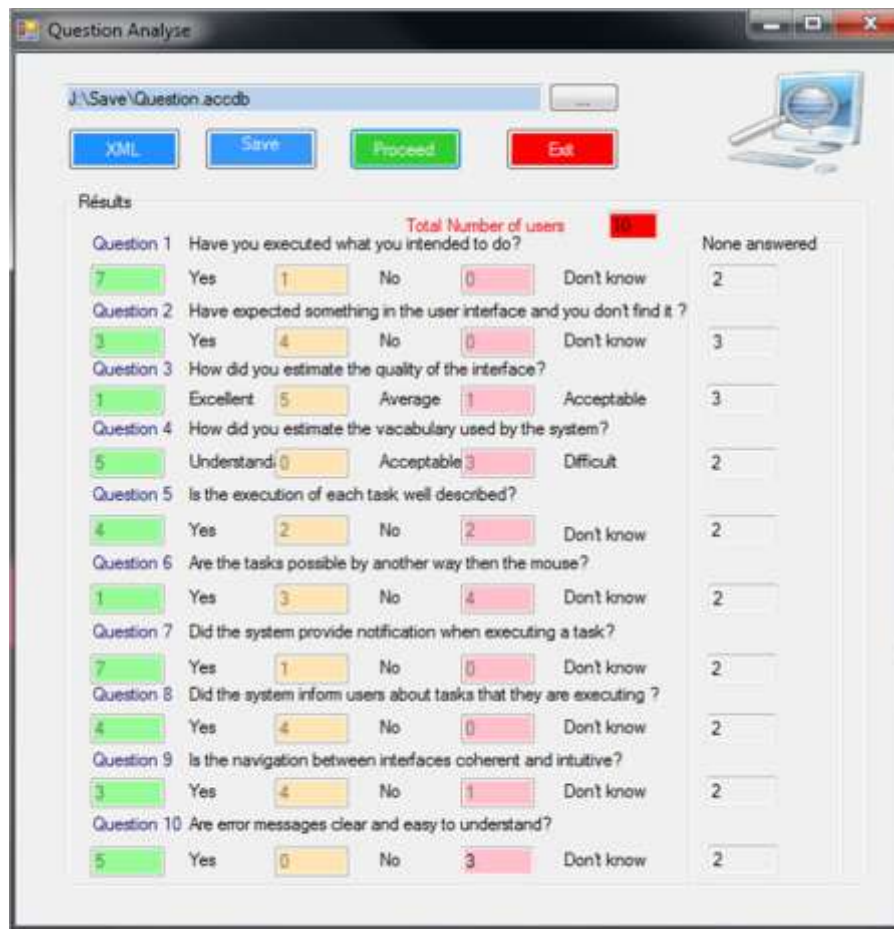 Question Analyse
J:\Save\Question.accdb
...
XML Save Proceed Exit
Résults
Total Number of users 10
Question 1 Have you executed what you intended to do? None answered
7 Yes 1 No 0 Don't know 2
Question 2 Have expected something in the user interface and you don't find it ?
3 Yes 4 No 0 Don't know 3
Question 3 How did you estimate the quality of the interface?
1 Excellent 5 Average 1 Acceptable 3
Question 4 How did you estimate the vacabulary used by the system?
5 Understand 0 Acceptable 3 Difficult 2
Question 5 Is the execution of each task well described?
4 Yes 2 No 2 Don't know 2
Question 6 Are the tasks possible by another way then the mouse?
1 Yes 3 No 4 Don't know 2
Question 7 Did the system provide notification when executing a task?
7 Yes 1 No 0 Don't know 2
Question 8 Did the system inform users about tasks that they are executing ?
4 Yes 4 No 0 Don't know 2
Question 9 Is the navigation between interfaces coherent and intuitive?
3 Yes 4 No 1 Don't know 2
Question 10 Are error messages clear and easy to understand?
5 Yes 0 No 3 Don't know 2